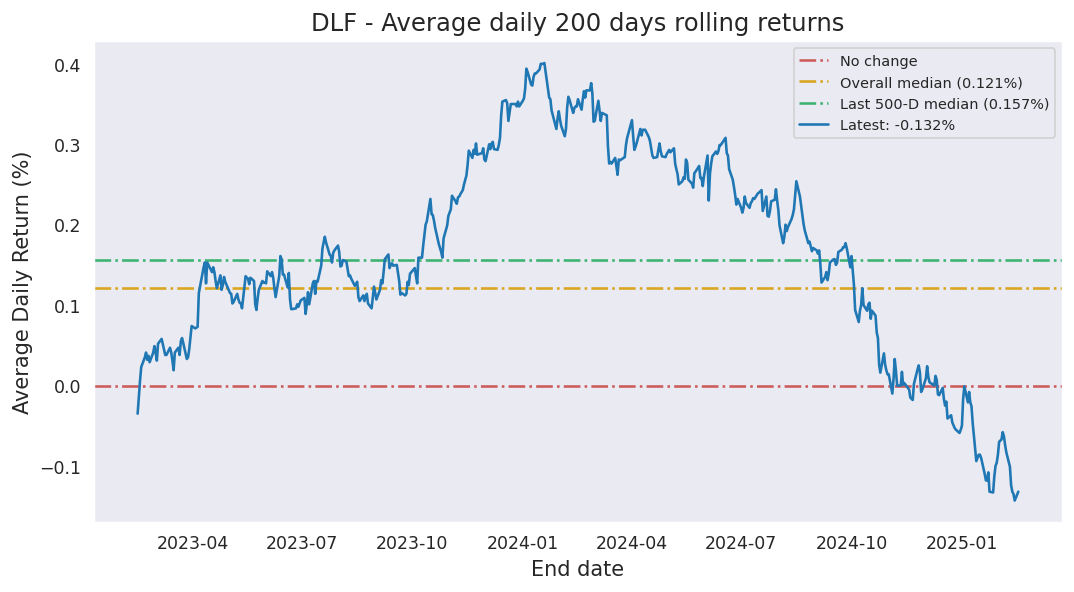 DLF - Average daily 200 days rolling returns
Average Daily Return (%)
0.4
0.3
0.2
0.1
0.0
−0.1
No change
Overall median (0.121%)
Last 500-D median (0.157%)
Latest: -0.132%
2023-04 2023-07 2023-10 2024-01 2024-04 2024-07 2024-10 2025-01
End date